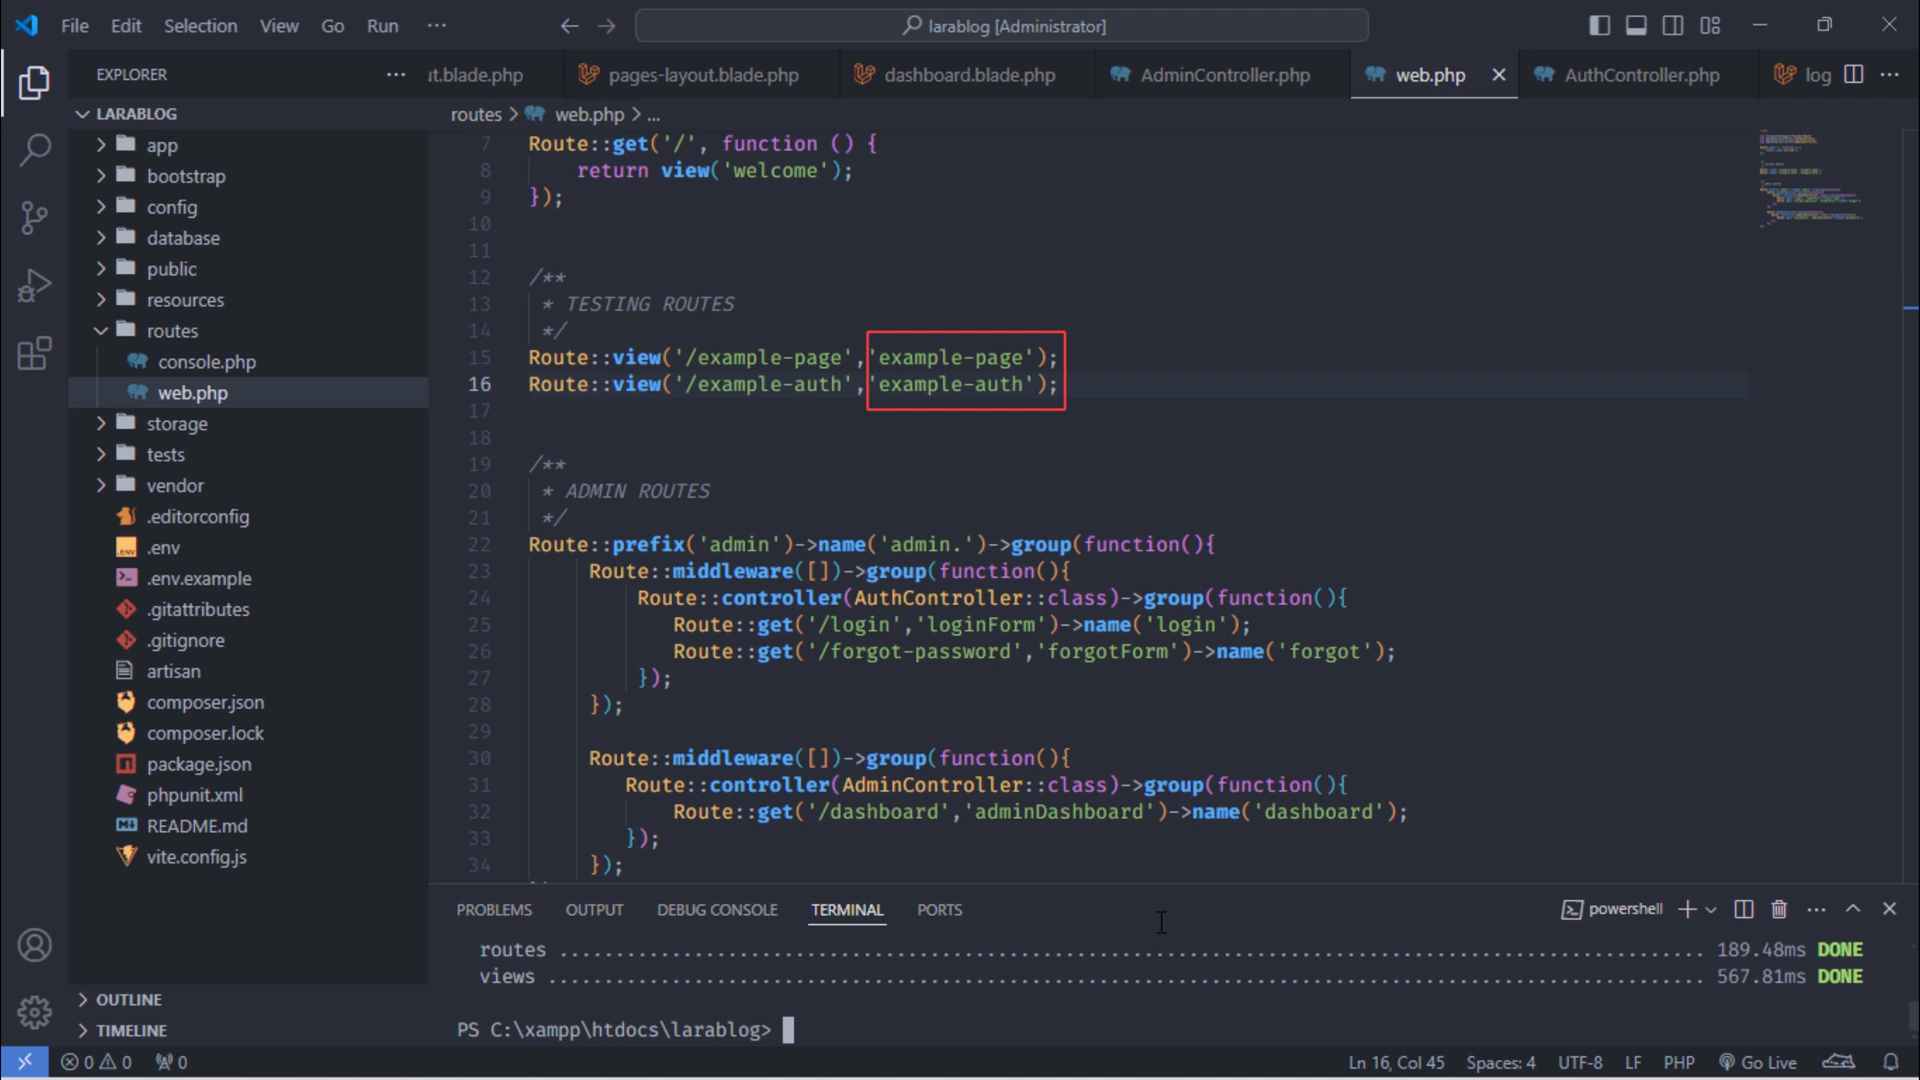 File Edit Selection View Go Run ···
larablog [Administrator]
EXPLORER ···
ut.blade.php pages-layout.blade.php dashboard.blade.php AdminController.php web.php AuthController.php log ···
LARABLOG
routes > web.php > ...
app
bootstrap
config
database
public
resources
routes
console.php
web.php
storage
tests
vendor
.editorconfig
.env
.env.example
.gitattributes
.gitignore
artisan
composer.json
composer.lock
package.json
phpunit.xml
README.md
vite.config.js
OUTLINE
TIMELINE
7 Route::get('/', function () {
8 return view('welcome');
9 });
10
11
12 /**
13 * TESTING ROUTES
14 */
15 Route::view('/example-page','example-page');
16 Route::view('/example-auth','example-auth');
17
18
19 /**
20 * ADMIN ROUTES
21 */
22 Route::prefix('admin')->name('admin.')->group(function(){
23 Route::middleware([])->group(function(){
24 Route::controller(AuthController::class)->group(function(){
25 Route::get('/login','loginForm')->name('login');
26 Route::get('/forgot-password','forgotForm')->name('forgot');
27 });
28 });
29
30 Route::middleware([])->group(function(){
31 Route::controller(AdminController::class)->group(function(){
32 Route::get('/dashboard','adminDashboard')->name('dashboard');
33 });
34 });
PROBLEMS OUTPUT DEBUG CONSOLE TERMINAL PORTS powershell ···
routes .......................................................................................... 189.48ms DONE
views ........................................................................................... 567.81ms DONE
PS C:\xampp\htdocs\larablog>
0 0 0 Ln 16, Col 45 Spaces: 4 UTF-8 LF PHP Go Live